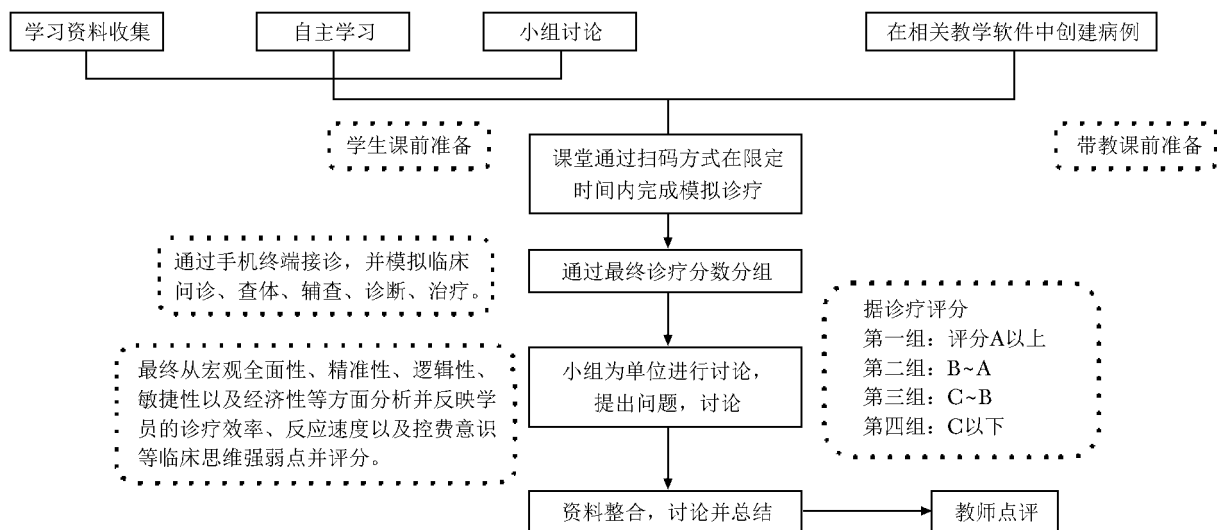 学习资料收集
自主学习
小组讨论
在相关教学软件中创建病例
学生课前准备
带教课前准备
课堂通过扫码方式在限定
时间内完成模拟诊疗
通过手机终端接诊，并模拟临床
问诊、查体、辅查、诊断、治疗。
通过最终诊疗分数分组
据诊疗评分
第一组：评分A以上
第二组：B~A
第三组：C~B
第四组：C以下
最终从宏观全面性、精准性、逻辑性、
敏捷性以及经济性等方面分析并反映学
员的诊疗效率、反应速度以及控费意识
等临床思维强弱点并评分。
小组为单位进行讨论，
提出问题，讨论
资料整合，讨论并总结
教师点评